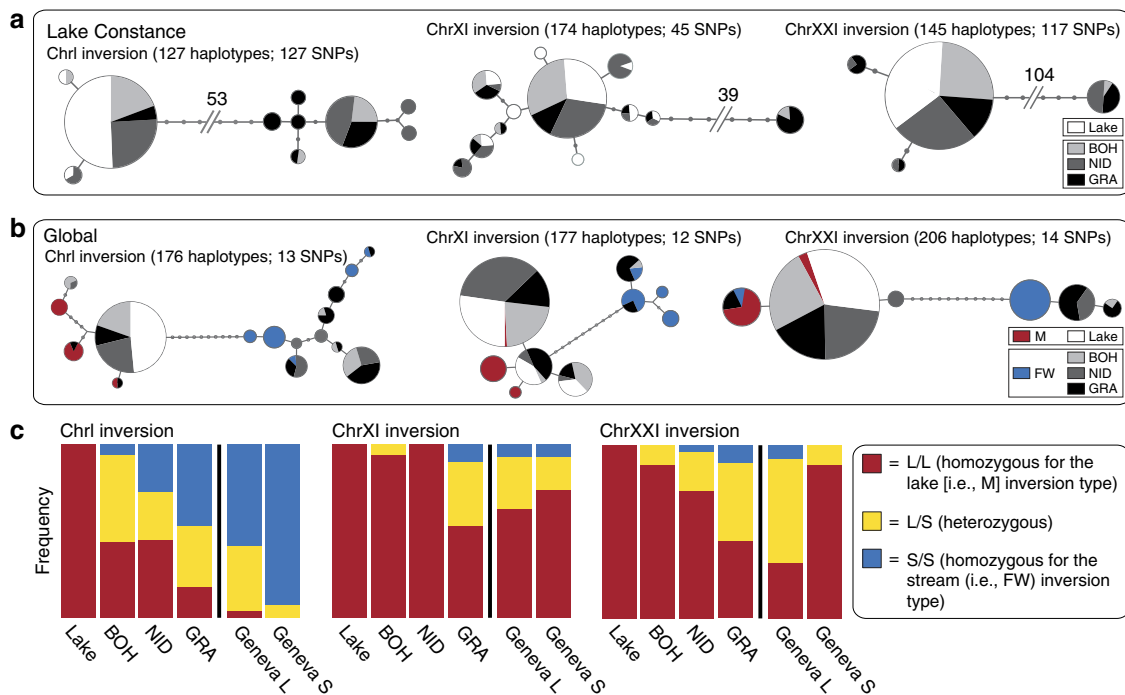 a
Lake Constance
ChrI inversion (127 haplotypes; 127 SNPs)
53
ChrXI inversion (174 haplotypes; 45 SNPs)
39
ChrXXI inversion (145 haplotypes; 117 SNPs)
104
Lake
BOH
NID
GRA
b
Global
ChrI inversion (176 haplotypes; 13 SNPs)
ChrXI inversion (177 haplotypes; 12 SNPs)
ChrXXI inversion (206 haplotypes; 14 SNPs)
M
Lake
FW
BOH
NID
GRA
c
Frequency
ChrI inversion
Lake
BOH
NID
GRA
Geneva L
Geneva S
ChrXI inversion
Lake
BOH
NID
GRA
Geneva L
Geneva S
ChrXXI inversion
Lake
BOH
NID
GRA
Geneva L
Geneva S
= L/L (homozygous for the
lake [i.e., M] inversion type)
= L/S (heterozygous)
= S/S (homozygous for the
stream (i.e., FW) inversion
type)